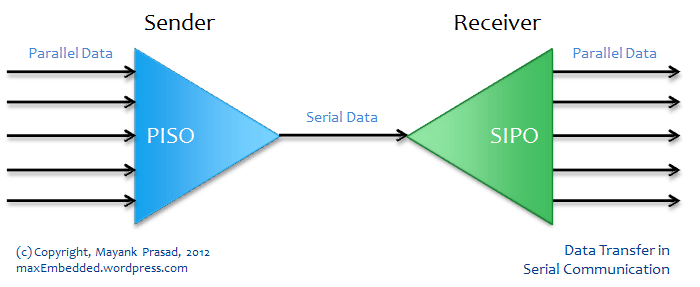 Sender
Receiver
Parallel Data
Parallel Data
Serial Data
PISO
SIPO
(c) Copyright, Mayank Prasad, 2012
maxEmbedded.wordpress.com
Data Transfer in
Serial Communication